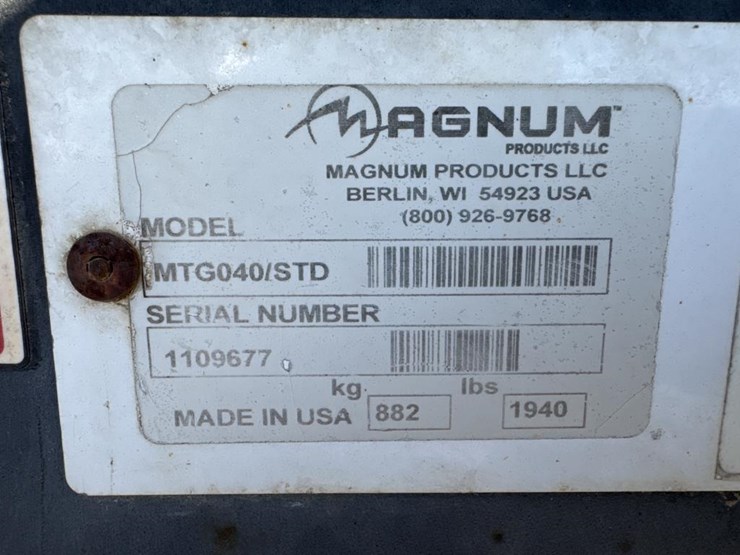 MAGNUM™
PRODUCTS LLC
MAGNUM PRODUCTS LLC
BERLIN, WI 54923 USA
(800) 926-9768
MODEL
MTG040/STD
SERIAL NUMBER
1109677
kg lbs
MADE IN USA 882 1940